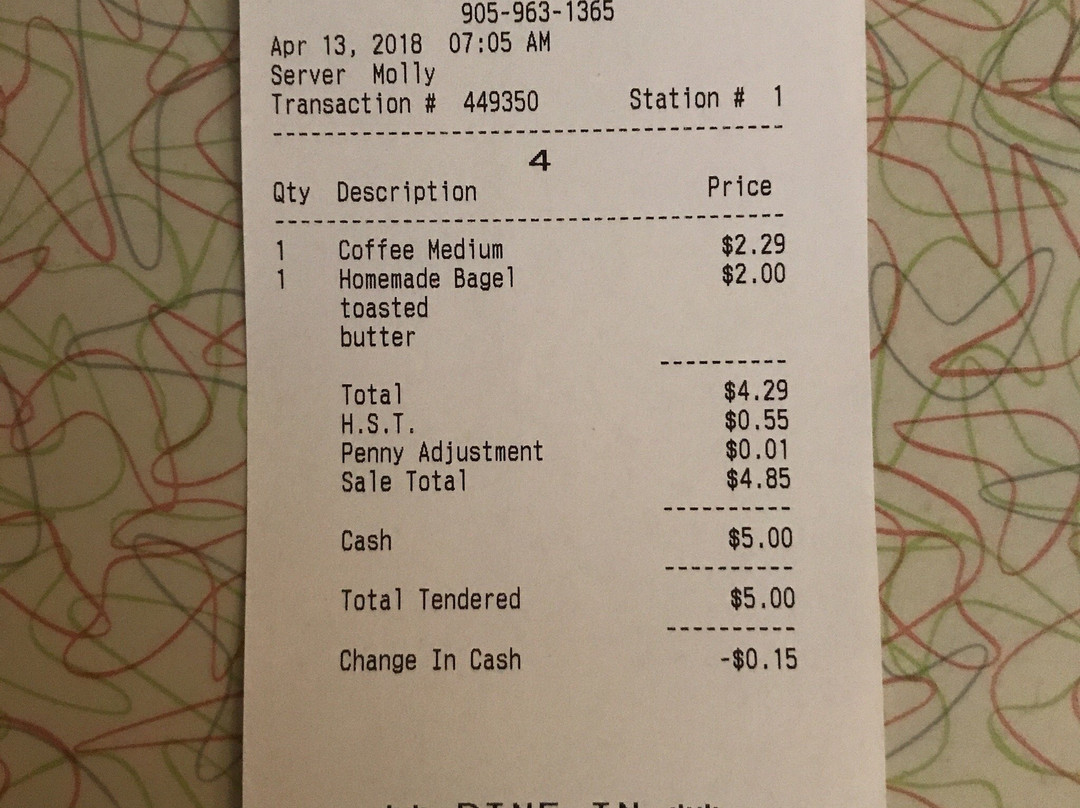 905-963-1365
Apr 13, 2018 07:05 AM
Server Molly
Transaction # 449350 Station # 1
4
Qty Description Price
1 Coffee Medium $2.29
1 Homemade Bagel $2.00
toasted
butter
Total $4.29
H.S.T. $0.55
Penny Adjustment $0.01
Sale Total $4.85
Cash $5.00
Total Tendered $5.00
Change In Cash -$0.15
DINE IN